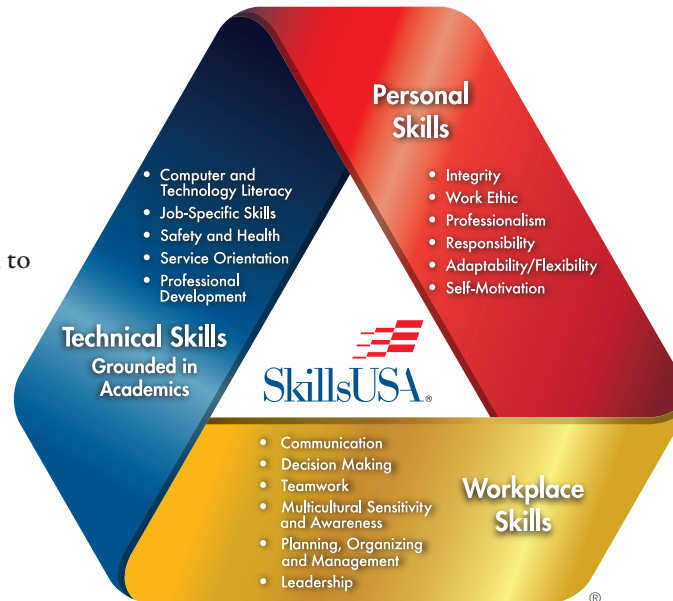 Personal
Skills
• Integrity
• Work Ethic
• Professionalism
• Responsibility
• Adaptability/Flexibility
• Self-Motivation
• Computer and
Technology Literacy
• Job-Specific Skills
• Safety and Health
• Service Orientation
• Professional
Development
to
Technical Skills
Grounded in
Academics
SkillsUSA®
• Communication
• Decision Making
• Teamwork
• Multicultural Sensitivity
and Awareness
• Planning, Organizing
and Management
• Leadership
Workplace
Skills
®